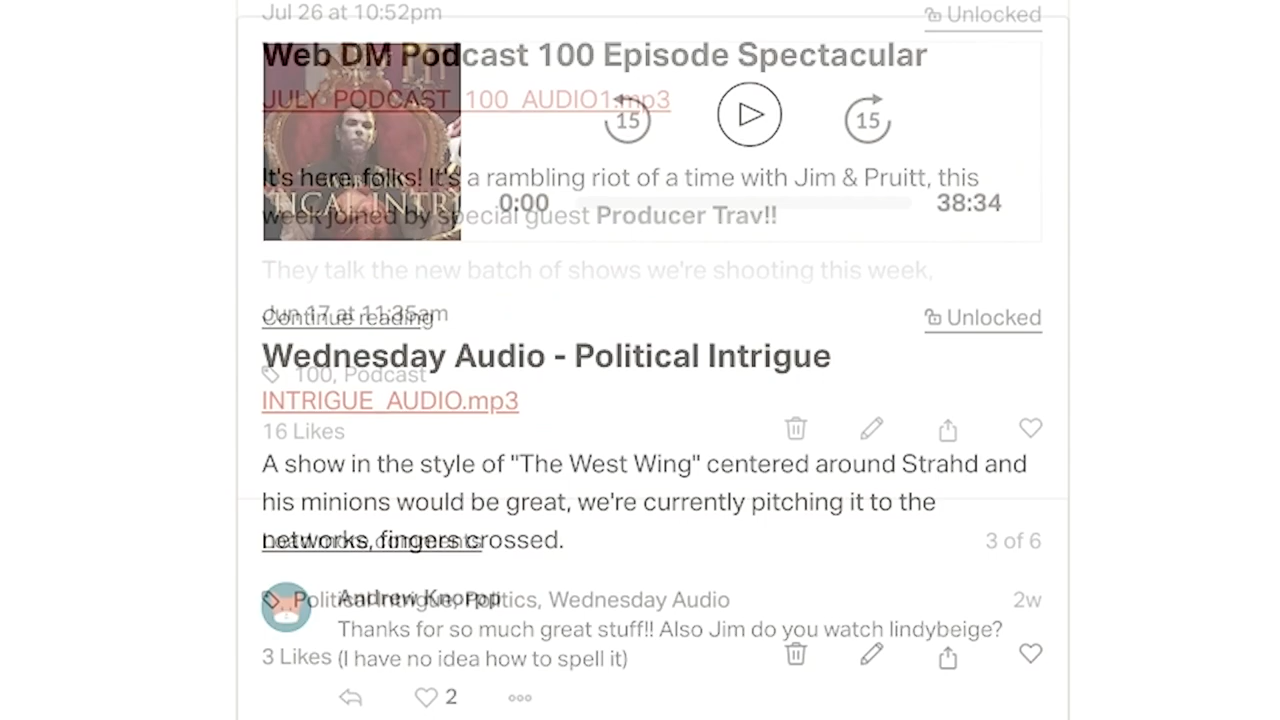 Jul 26 at 10:52pm
Unlocked
Web DM Podcast 100 Episode Spectacular
JULY_PODCAST_100_AUDIO1.mp3
15
15
It's here, folks! It's a rambling riot of a time with Jim & Pruitt, this
0:00
38:34
week joined by special guest Producer Trav!!
They talk the new batch of shows we're shooting this week,
Jun 17 at 11:35am
Continue reading
Unlocked
Wednesday Audio - Political Intrigue
100, Podcast
INTRIGUE_AUDIO.mp3
16 Likes
A show in the style of "The West Wing" centered around Strahd and
his minions would be great, we're currently pitching it to the
networks, fingers crossed.
Load more comments
3 of 6
Political Intrigue, Politics, Wednesday Audio
Andrew Knorpp
2w
Thanks for so much great stuff!! Also Jim do you watch lindybeige?
3 Likes
(I have no idea how to spell it)
2